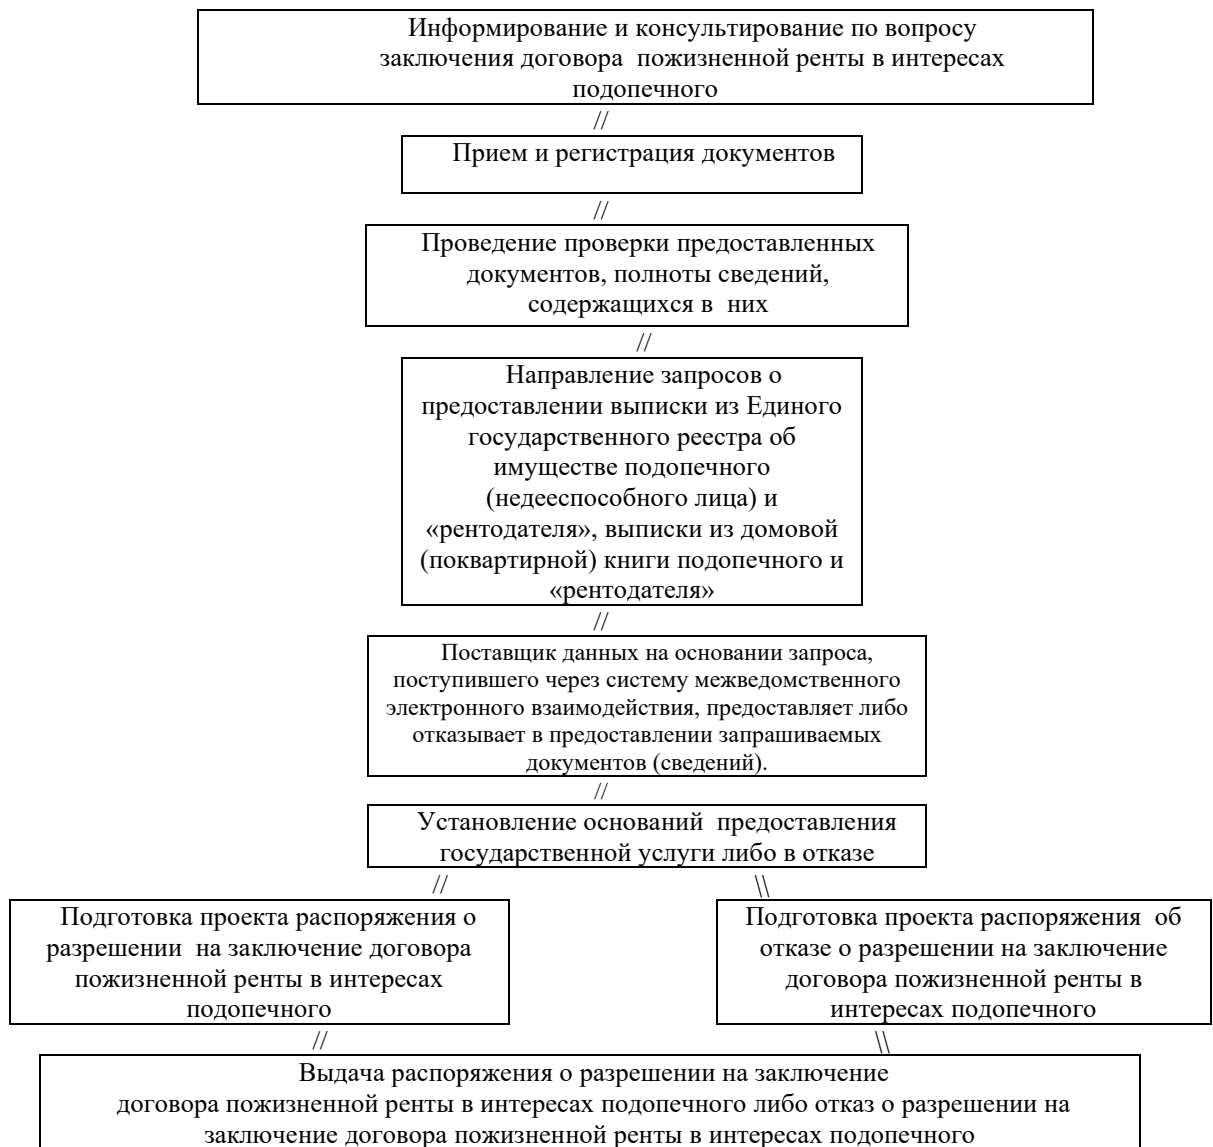 Информирование и консультирование по вопросу
заключения договора пожизненной ренты в интересах
подопечного
//
Прием и регистрация документов
//
Проведение проверки предоставленных
документов, полноты сведений,
содержащихся в них
//
Направление запросов о
предоставлении выписки из Единого
государственного реестра об
имуществе подопечного
(недееспособного лица) и
«рентодателя», выписки из домовой
(поквартирной) книги подопечного и
«рентодателя»
//
Поставщик данных на основании запроса,
поступившего через систему межведомственного
электронного взаимодействия, предоставляет либо
отказывает в предоставлении запрашиваемых
документов (сведений).
//
Установление оснований предоставления
государственной услуги либо в отказе
// \\
Подготовка проекта распоряжения о
разрешении на заключение договора
пожизненной ренты в интересах
подопечного
Подготовка проекта распоряжения об
отказе о разрешении на заключение
договора пожизненной ренты в
интересах подопечного
// \\
Выдача распоряжения о разрешении на заключение
договора пожизненной ренты в интересах подопечного либо отказ о разрешении на
заключение договора пожизненной ренты в интересах подопечного